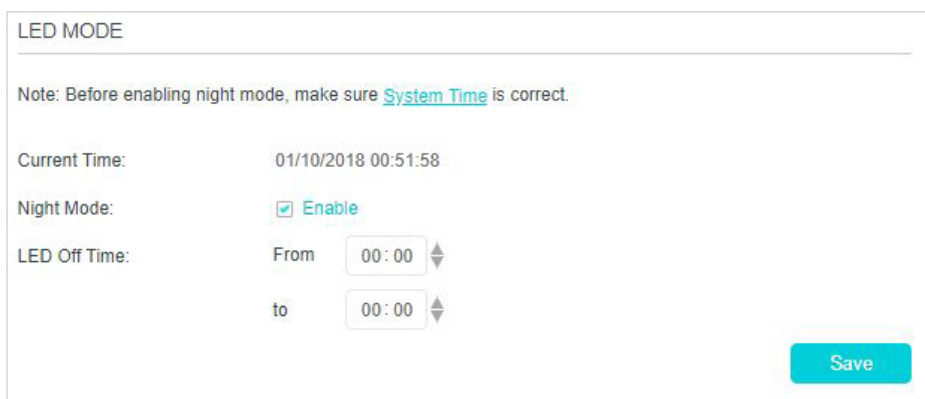 LED MODE
Note: Before enabling night mode, make sure System Time is correct.
Current Time: 01/10/2018 00:51:58
Night Mode: Enable
LED Off Time: From 00:00
to 00:00
Save